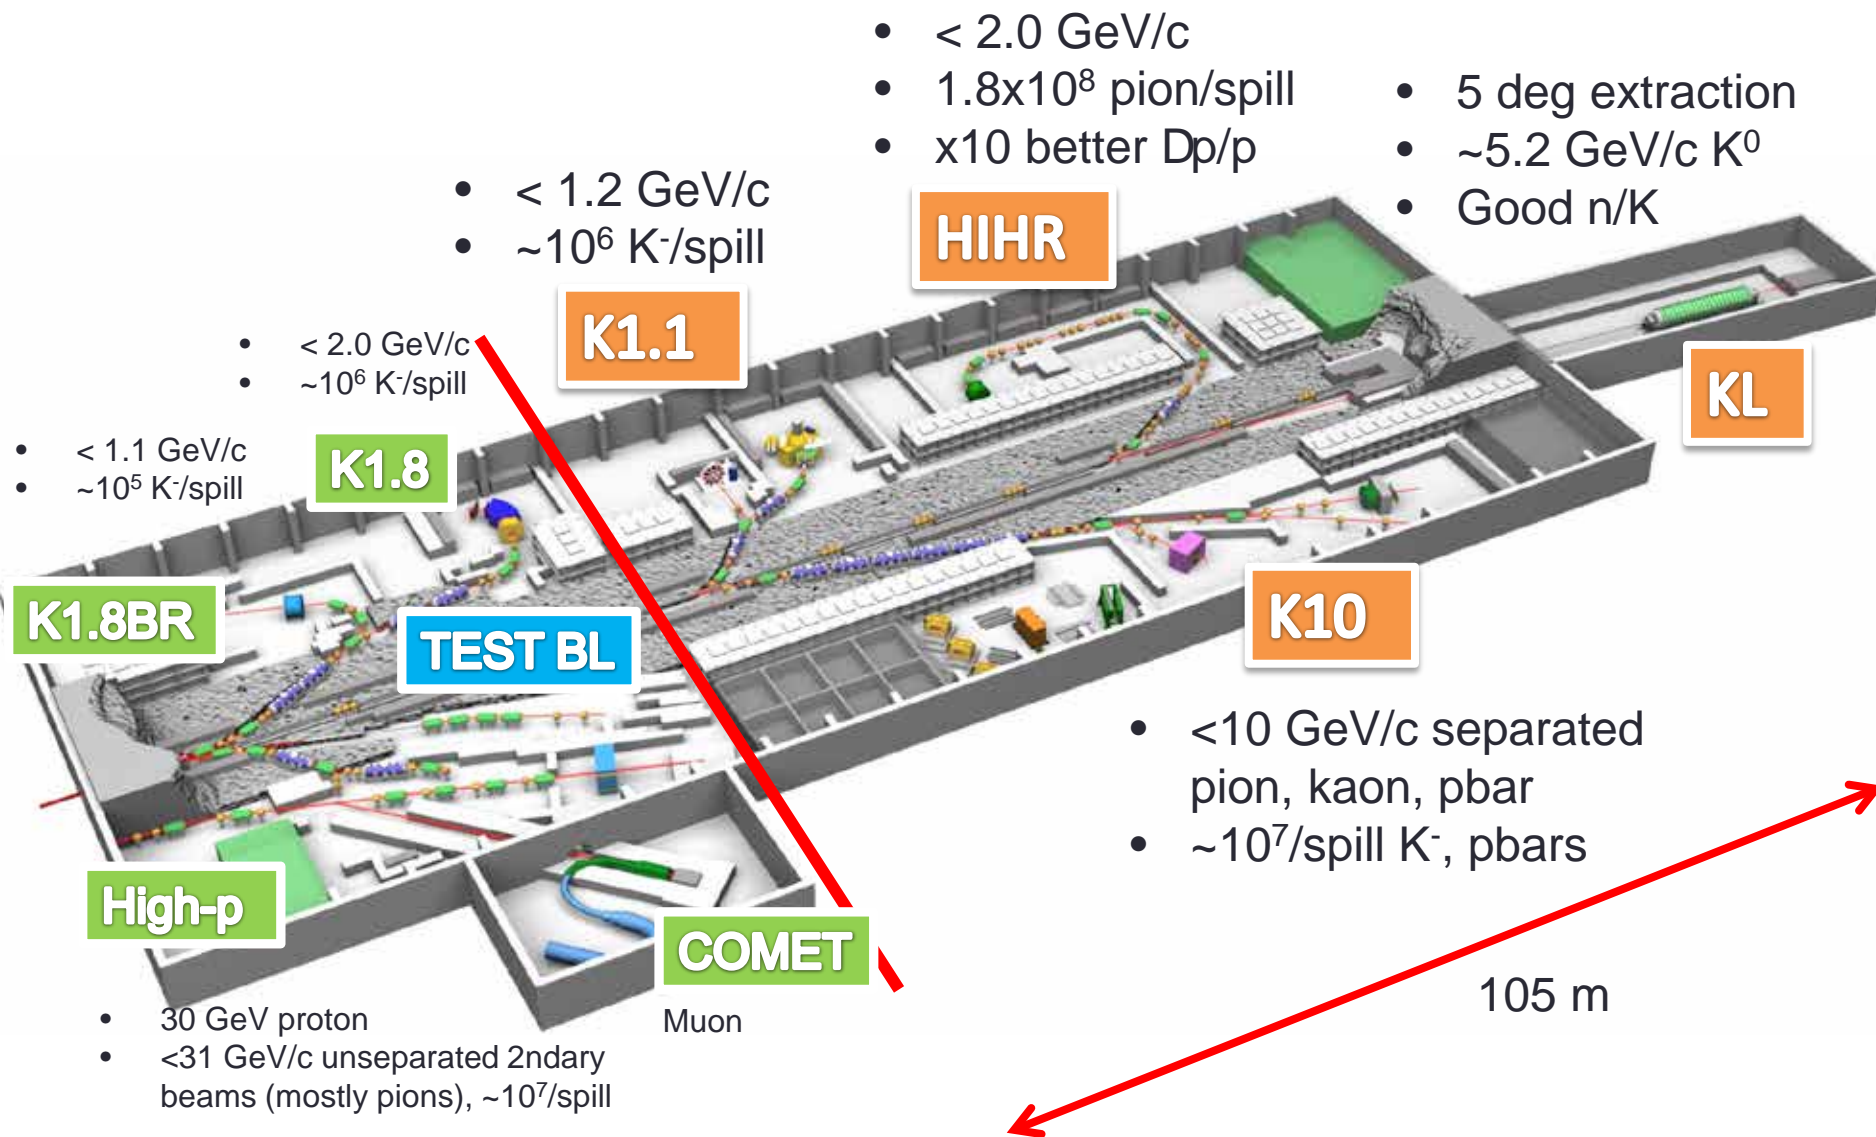 • < 2.0 GeV/c
• 1.8x10⁸ pion/spill
• x10 better Dp/p
HIHR
• 5 deg extraction
• ~5.2 GeV/c K⁰
• Good n/K
KL
• < 1.2 GeV/c
• ~10⁶ K⁻/spill
K1.1
• < 2.0 GeV/c
• ~10⁶ K⁻/spill
K1.8
• < 1.1 GeV/c
• ~10⁵ K⁻/spill
K1.8BR
TEST BL
K10
• <10 GeV/c separated
pion, kaon, pbar
• ~10⁷/spill K⁻, pbars
High-p
• 30 GeV proton
• <31 GeV/c unseparated 2ndary
beams (mostly pions), ~10⁷/spill
COMET
Muon
105 m